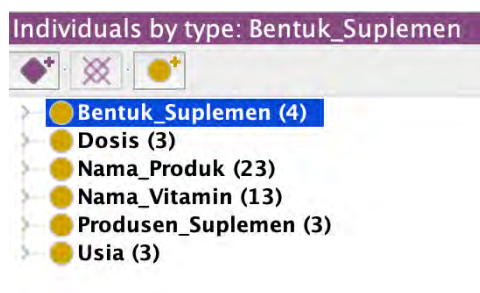 Individuals by type: Bentuk_Suplemen
Bentuk_Suplemen (4)
Dosis (3)
Nama_Produk (23)
Nama_Vitamin (13)
Produsen_Suplemen (3)
Usia (3)